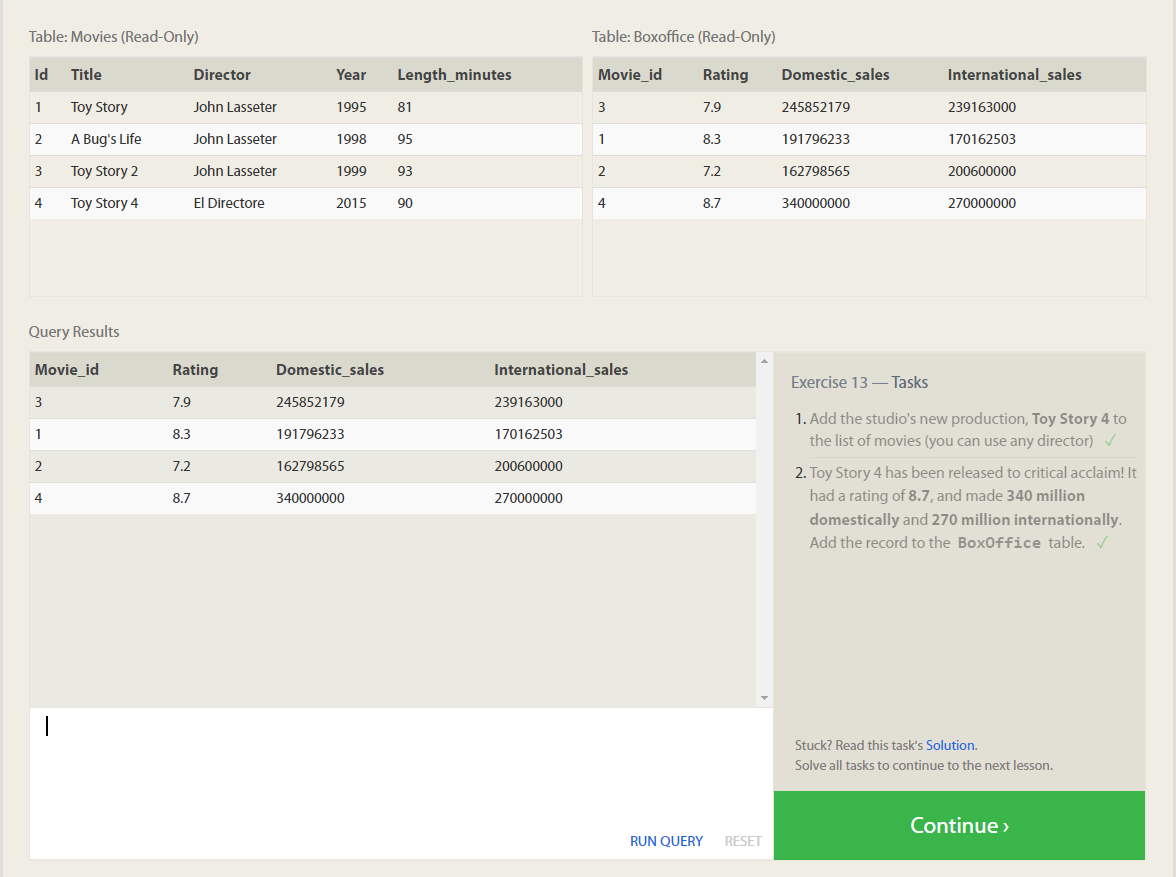 Table: Movies (Read-Only)
Id Title Director Year Length_minutes
1 Toy Story John Lasseter 1995 81
2 A Bug's Life John Lasseter 1998 95
3 Toy Story 2 John Lasseter 1999 93
4 Toy Story 4 El Directore 2015 90
Table: Boxoffice (Read-Only)
Movie_id Rating Domestic_sales International_sales
3 7.9 245852179 239163000
1 8.3 191796233 170162503
2 7.2 162798565 200600000
4 8.7 340000000 270000000
Query Results
Movie_id Rating Domestic_sales International_sales
3 7.9 245852179 239163000
1 8.3 191796233 170162503
2 7.2 162798565 200600000
4 8.7 340000000 270000000
RUN QUERY RESET
Exercise 13 — Tasks
1. Add the studio's new production, Toy Story 4 to
the list of movies (you can use any director) ✓
2. Toy Story 4 has been released to critical acclaim! It
had a rating of 8.7, and made 340 million
domestically and 270 million internationally.
Add the record to the BoxOffice table. ✓
Stuck? Read this task's Solution.
Solve all tasks to continue to the next lesson.
Continue ›